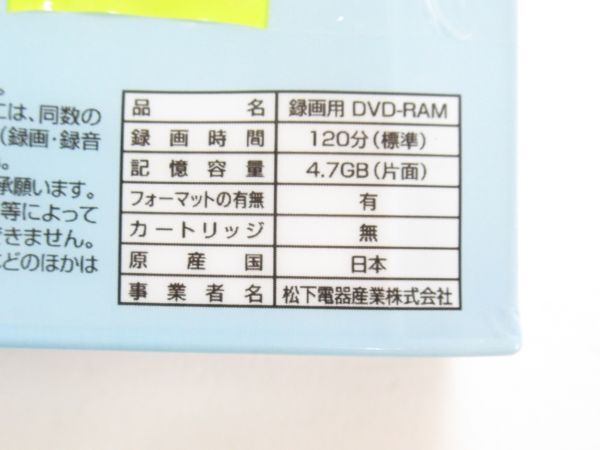 には、同数の
(録画・録音
承願います。
等によって
できません。
などのほかは
品名 録画用 DVD-RAM
録画時間 120分(標準)
記憶容量 4.7GB(片面)
フォーマットの有無 有
カートリッジ 無
原産国 日本
事業者名 松下電器産業株式会社